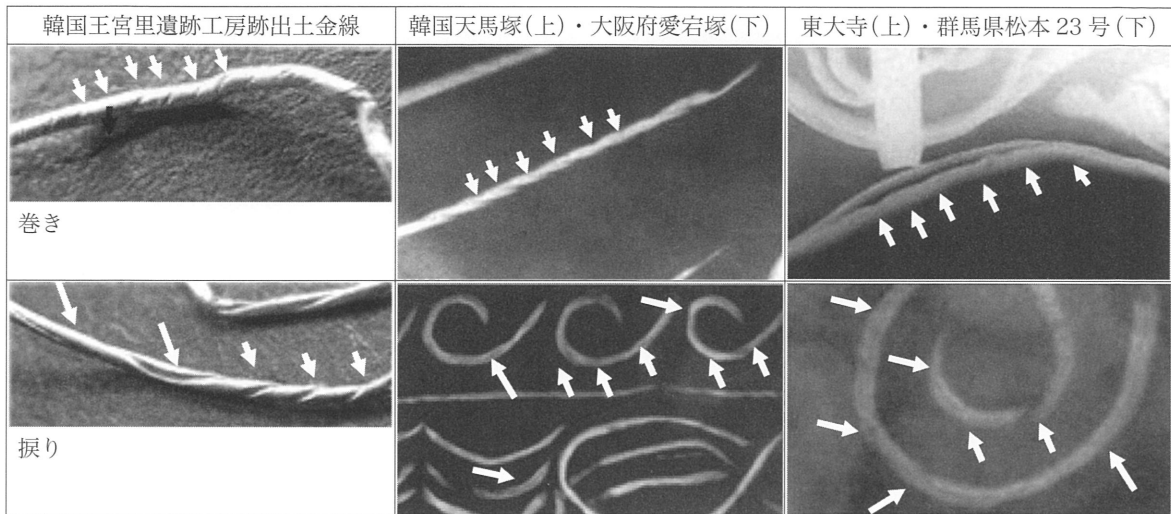 韓国王宮里遺跡工房跡出土金線
韓国天馬塚(上)・大阪府愛宕塚(下)
東大寺(上)・群馬県松本23号(下)
巻き
捩り